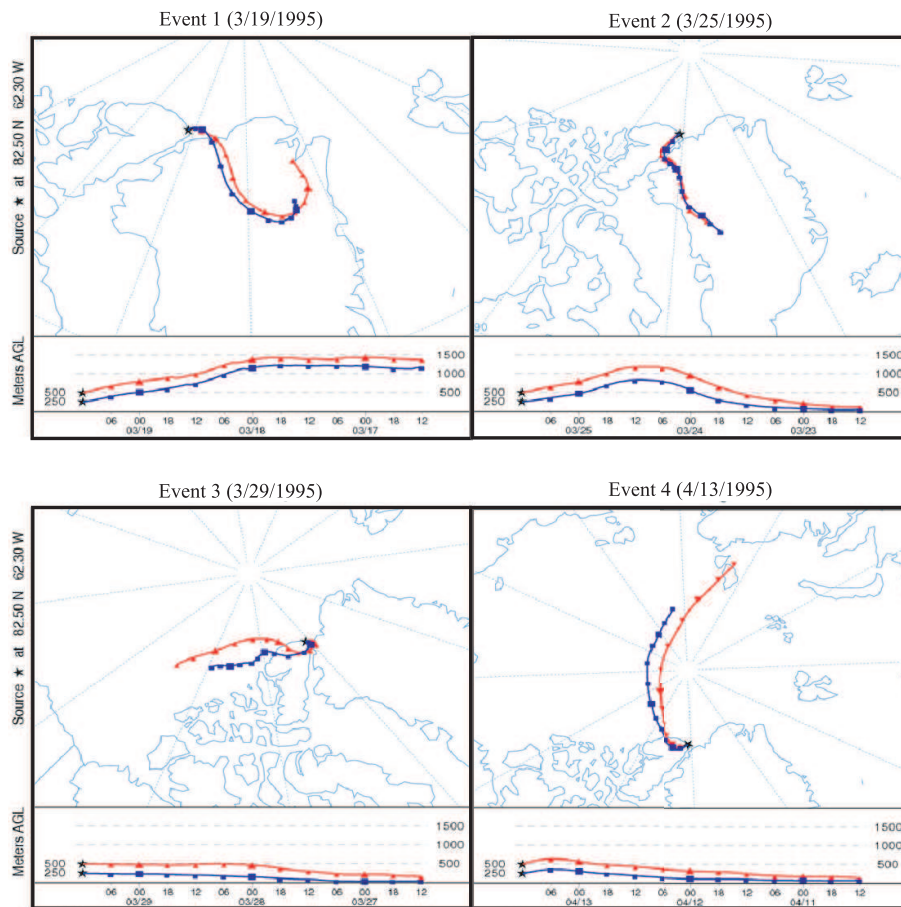 Event 1 (3/19/1995)
Event 2 (3/25/1995)
Source ★ at 82.50 N 62.30 W
90
Meters AGL
1500
1000
500
500
250
06 00 18 12 06 00 18 12 06 00 18 12
03/19 03/18 03/17
1500
1000
500
500
250
06 00 18 12 06 00 18 12 06 00 18 12
03/25 03/24 03/23
Event 3 (3/29/1995)
Event 4 (4/13/1995)
Source ★ at 82.50 N 62.30 W
Meters AGL
1500
1000
500
500
250
06 00 18 12 06 00 18 12 06 00 18 12
03/29 03/28 03/27
1500
1000
500
500
250
06 00 18 12 06 00 18 12 06 00 18 12
04/13 04/12 04/11